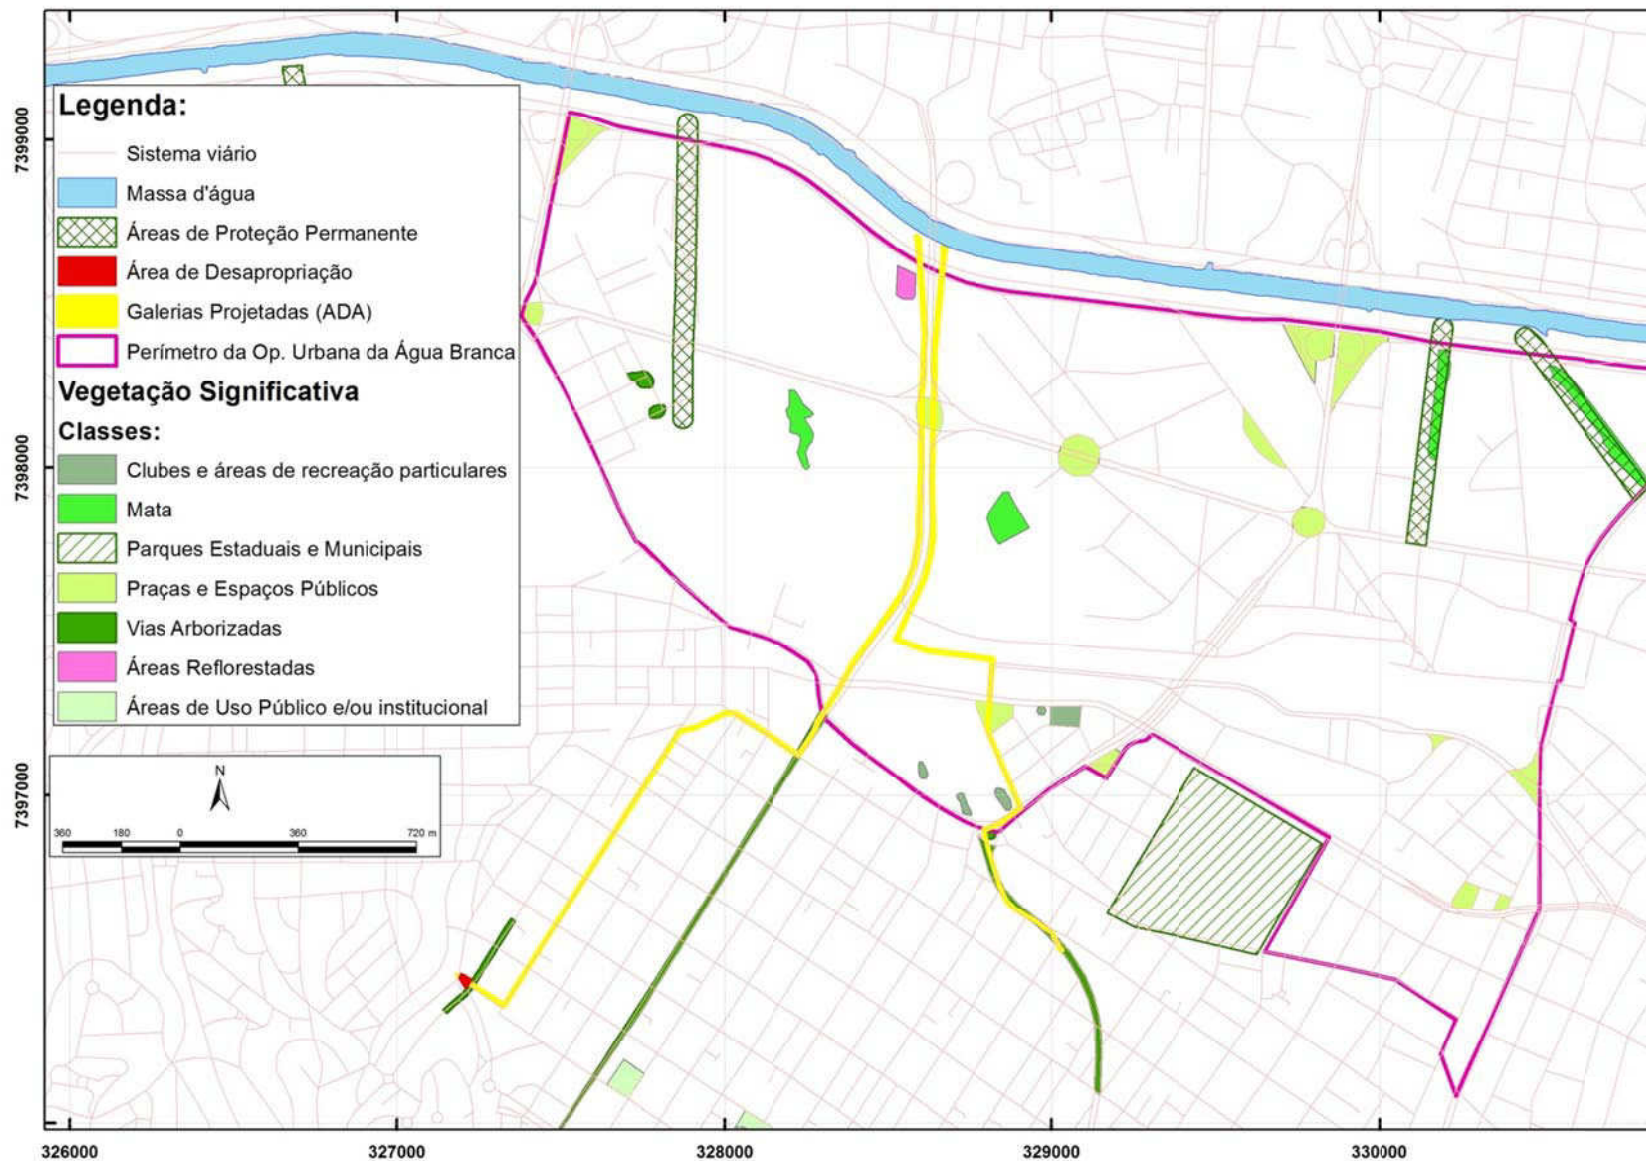 7399000
7398000
7397000
Legenda:
Sistema viário
Massa d'água
Áreas de Proteção Permanente
Área de Desapropriação
Galerias Projetadas (ADA)
Perímetro da Op. Urbana da Água Branca
Vegetação Significativa
Classes:
Clubes e áreas de recreação particulares
Mata
Parques Estaduais e Municipais
Praças e Espaços Públicos
Vias Arborizadas
Áreas Reflorestadas
Áreas de Uso Público e/ou institucional
N
360 180 0 360 720 m
326000 327000 328000 329000 330000